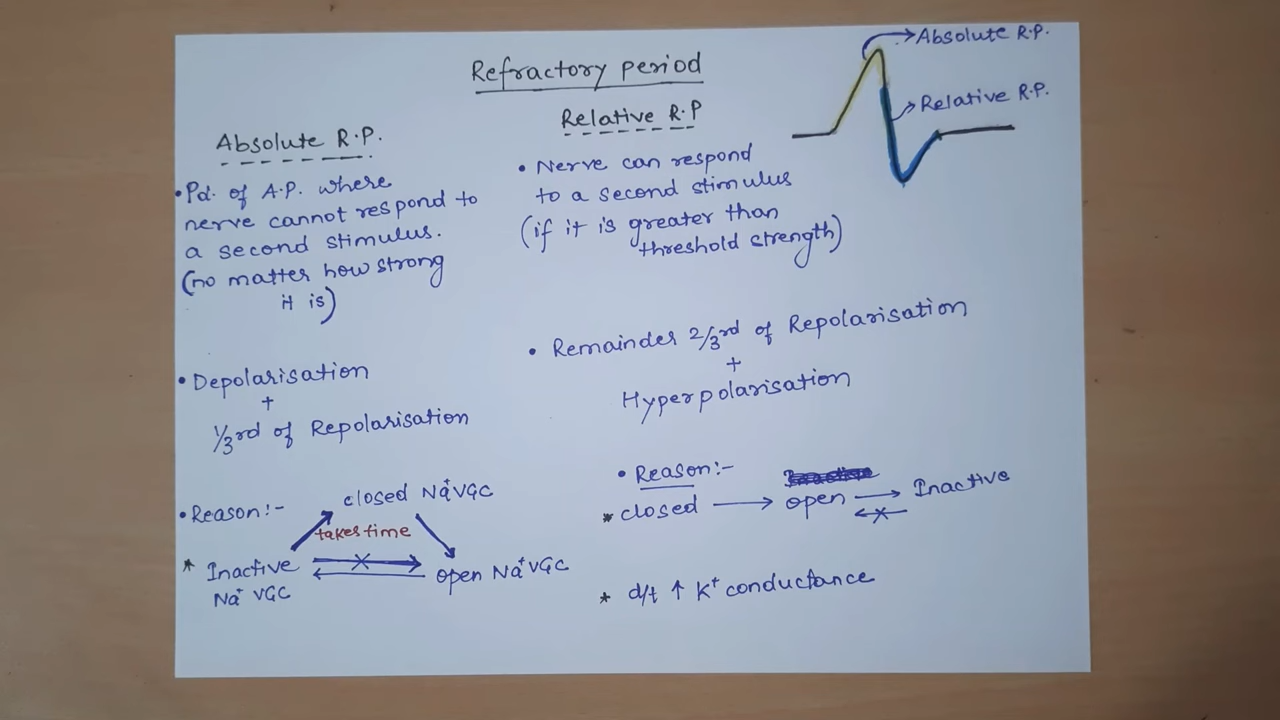 Refractory period
Absolute R.P.
Relative R.P.
Absolute R.P.
• Pd. of A.P. where
nerve cannot respond to
a second stimulus.
(no matter how strong
it is)
• Depolarisation
+
1/3rd of Repolarisation
• Reason:-
closed Na⁺VGC
takes time
* Inactive
Na⁺ VGC
open Na⁺VGC
Relative R.P
• Nerve can respond
to a second stimulus
(if it is greater than
threshold strength)
• Remainder 2/3rd of Repolarisation
+
Hyperpolarisation
• Reason:-
* closed → open → Inactive
* d/t ↑ K⁺ conductance